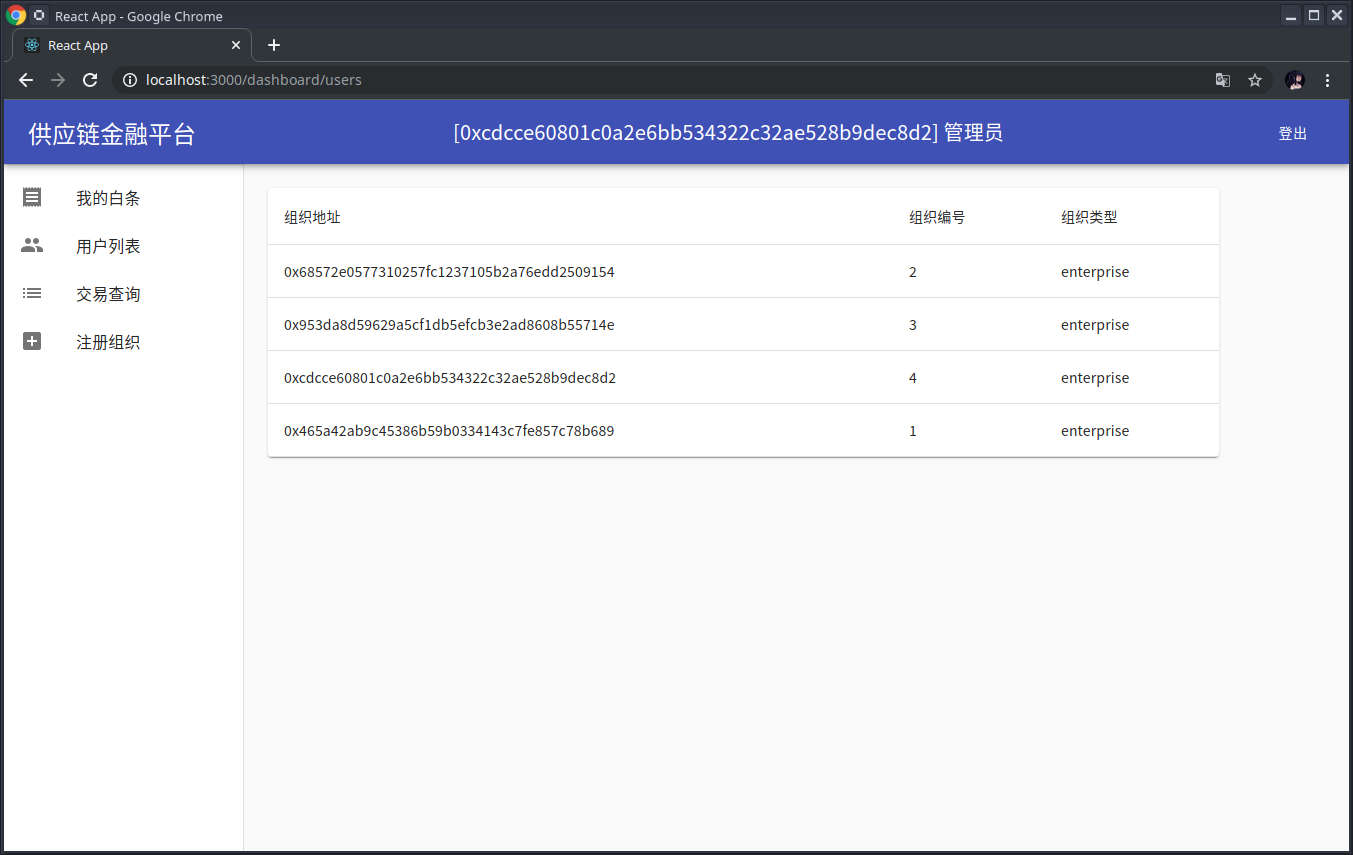 React App - Google Chrome
React App
localhost:3000/dashboard/users
供应链金融平台
[0xcdcce60801c0a2e6bb534322c32ae528b9dec8d2] 管理员
登出
我的白条
用户列表
交易查询
注册组织
组织地址 组织编号 组织类型
0x68572e0577310257fc1237105b2a76edd2509154 2 enterprise
0x953da8d59629a5cf1db5efcb3e2ad8608b55714e 3 enterprise
0xcdcce60801c0a2e6bb534322c32ae528b9dec8d2 4 enterprise
0x465a42ab9c45386b59b0334143c7fe857c78b689 1 enterprise